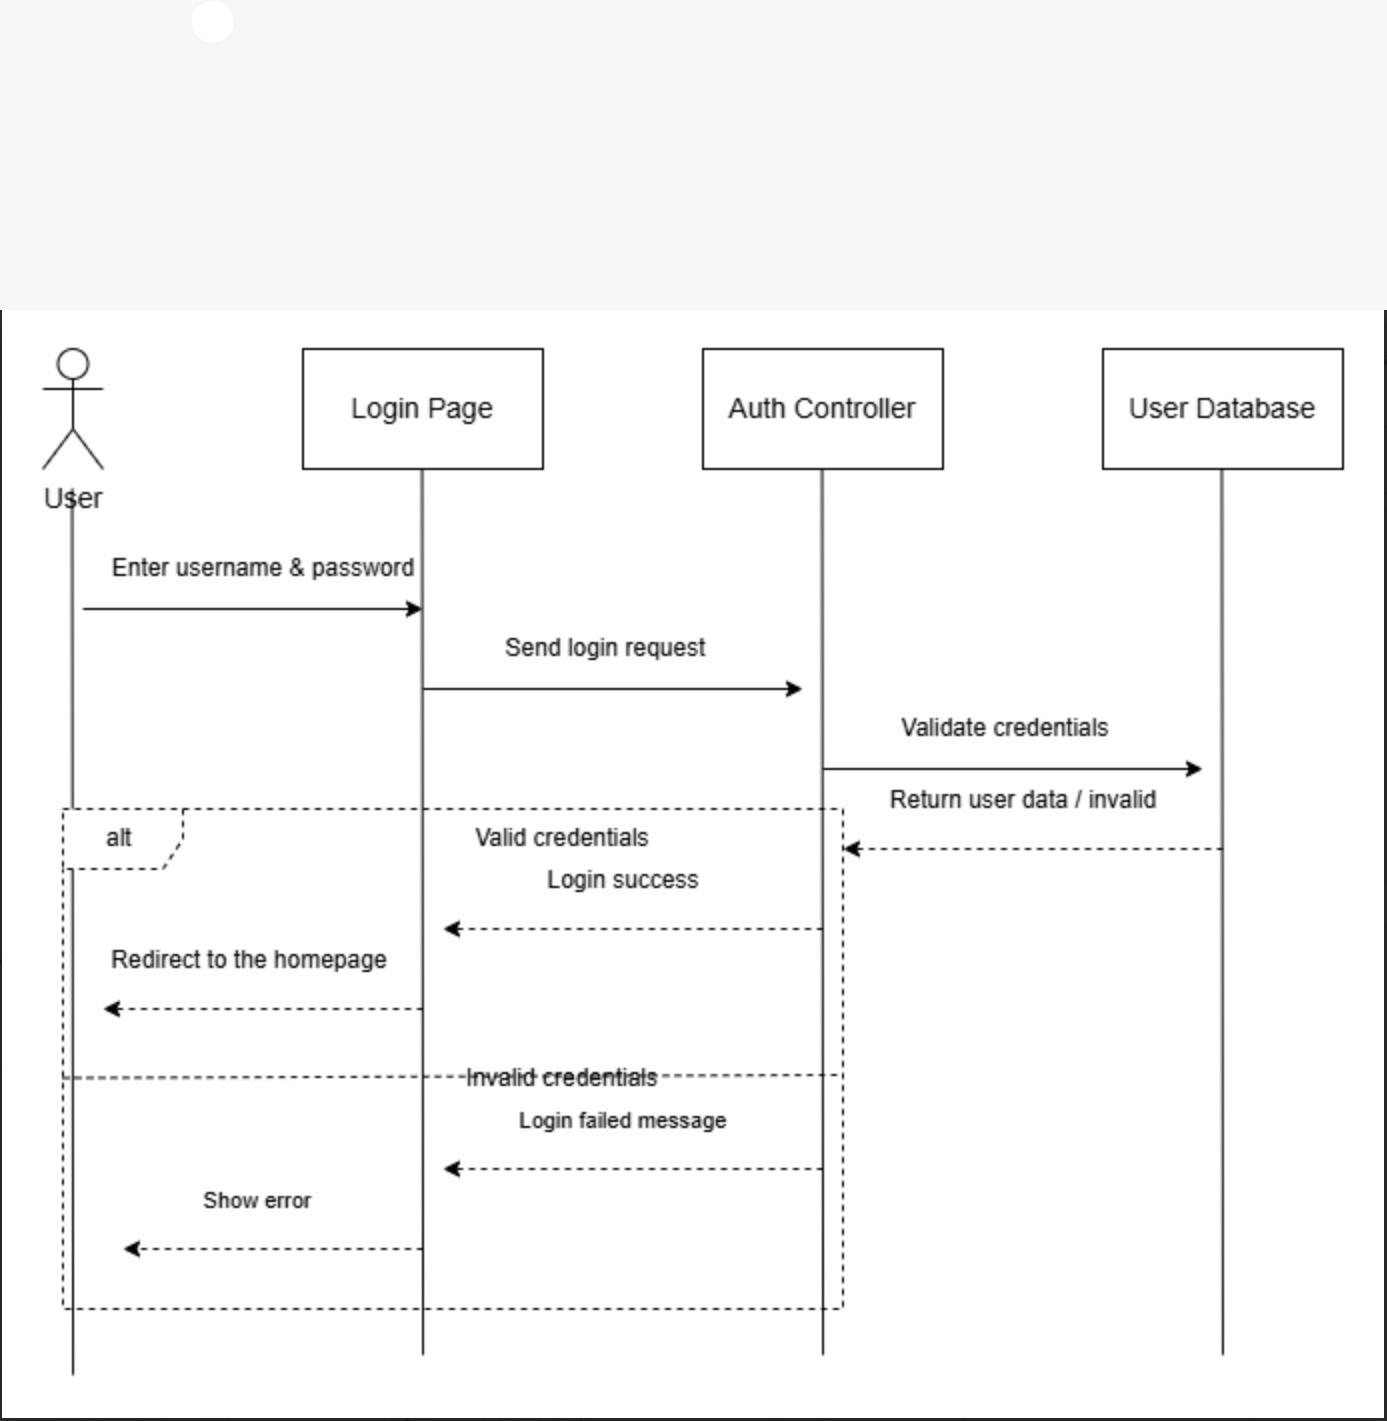 Login Page
Auth Controller
User Database
User
Enter username & password
Send login request
Validate credentials
Return user data / invalid
alt
Valid credentials
Login success
Redirect to the homepage
Invalid credentials
Login failed message
Show error